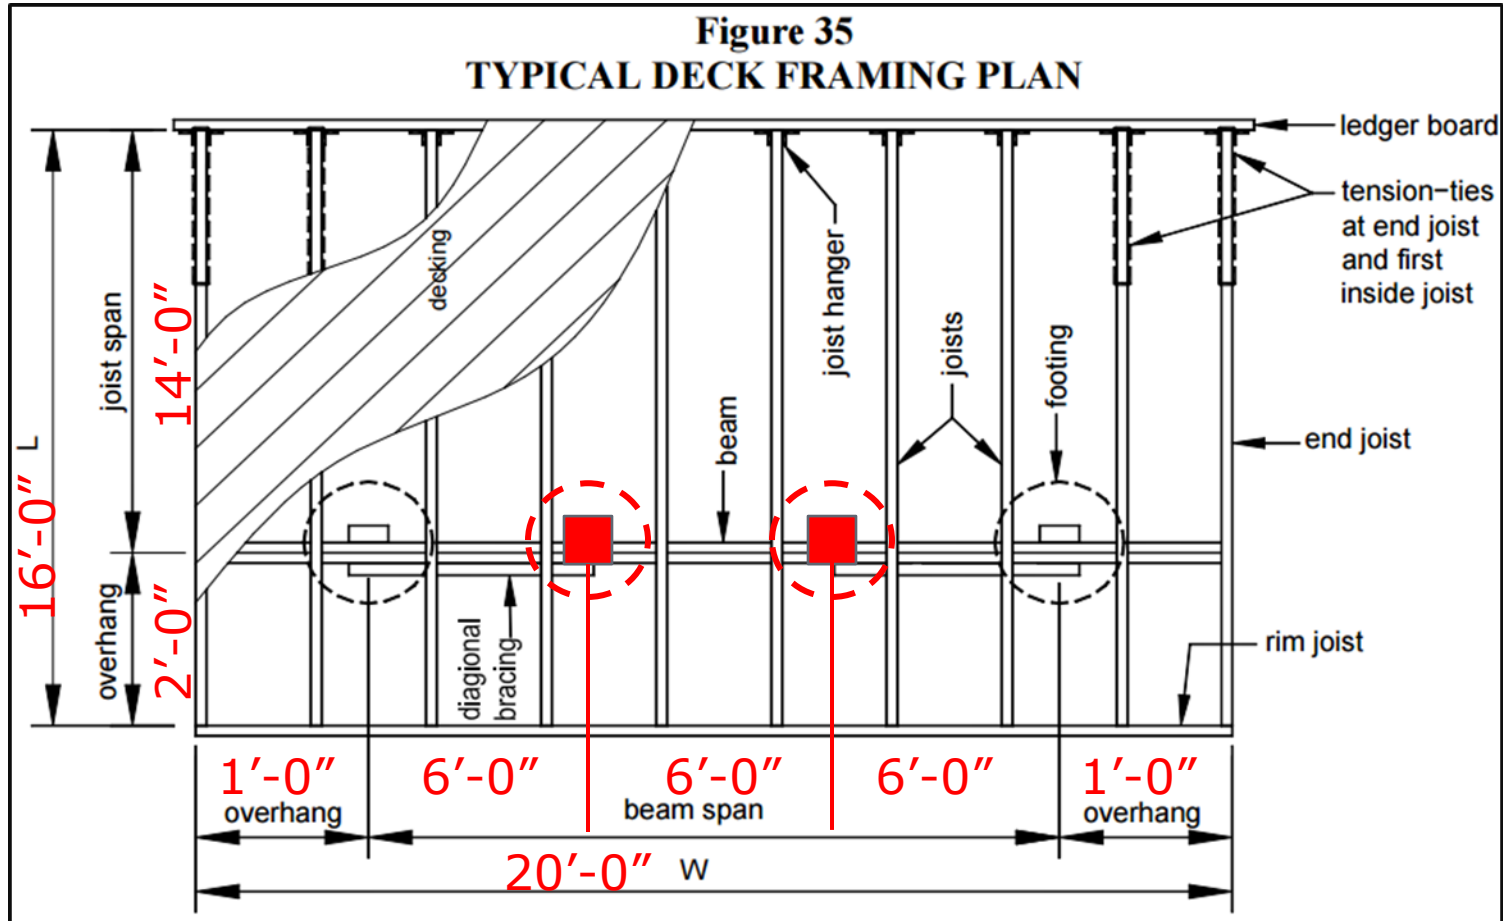 Figure 35
TYPICAL DECK FRAMING PLAN
ledger board
tension-ties
at end joist
and first
inside joist
decking
joist hanger
joists
footing
beam
end joist
joist span
14’-0”
L
16’-0”
overhang
2’-0”
diagional
bracing
rim joist
1’-0”
6’-0”
6’-0”
6’-0”
1’-0”
overhang
beam span
overhang
20’-0”
W